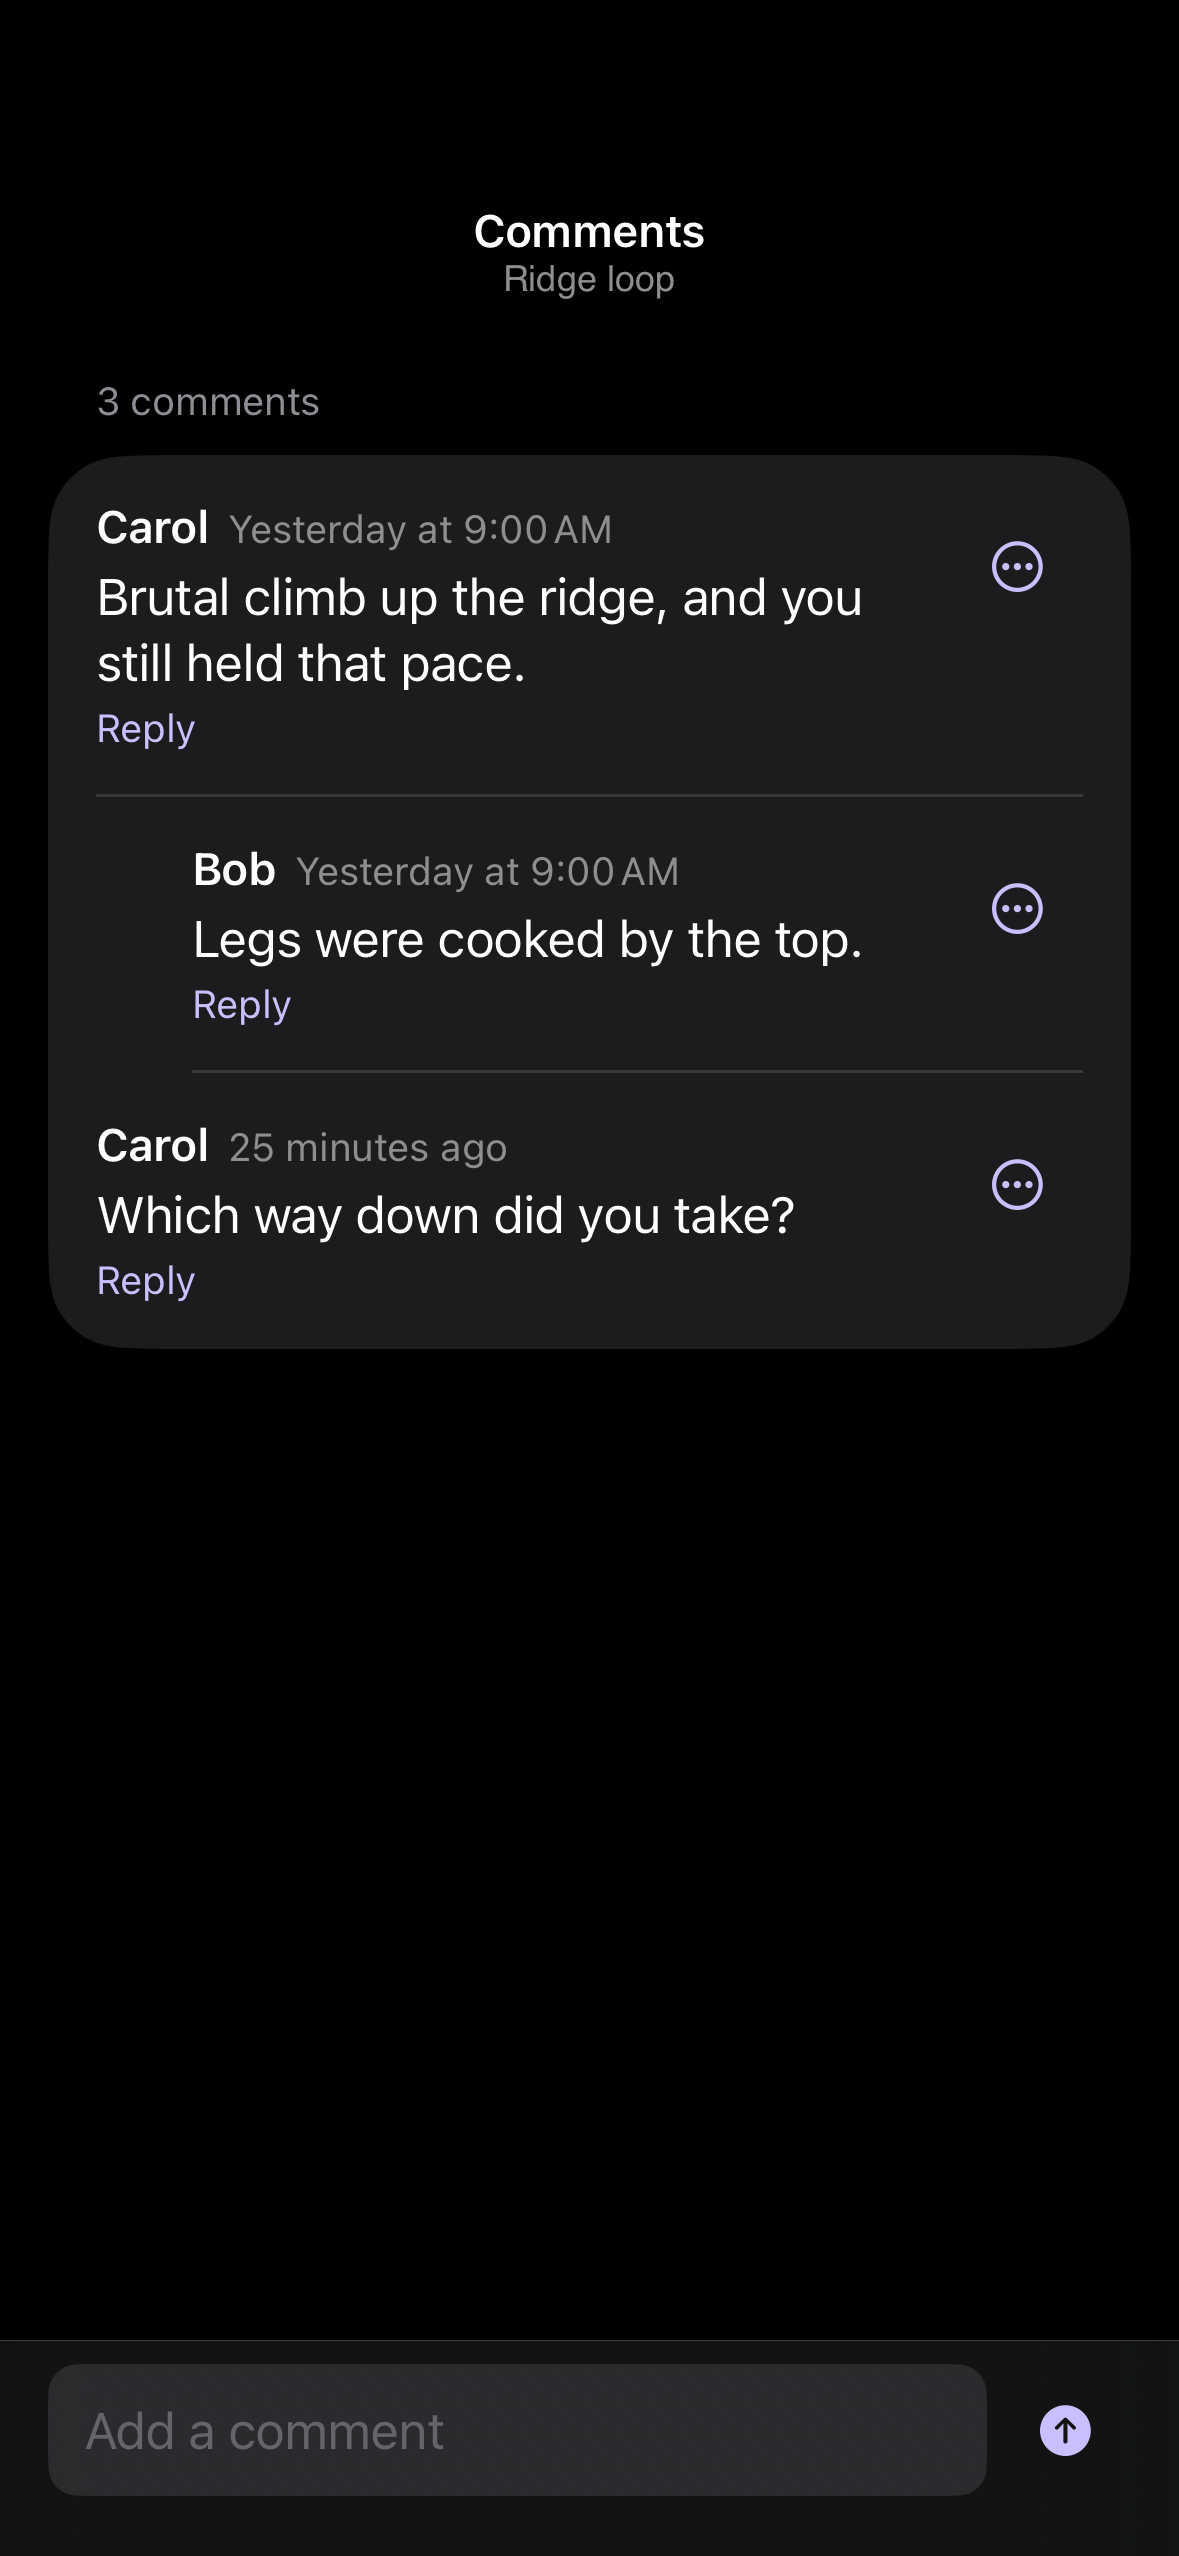 Comments
Ridge loop
3 comments
Carol Yesterday at 9:00 AM
Brutal climb up the ridge, and you
still held that pace.
Reply
Bob Yesterday at 9:00 AM
Legs were cooked by the top.
Reply
Carol 25 minutes ago
Which way down did you take?
Reply
Add a comment